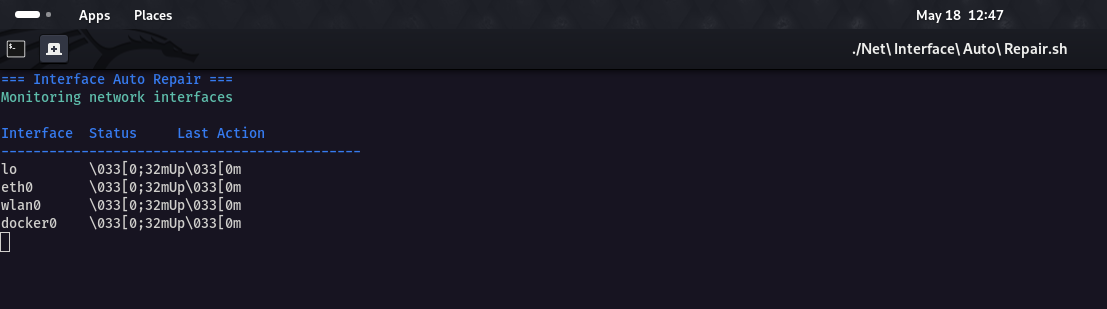 Apps Places May 18 12:47
$_ ./Net\ Interface\ Auto\ Repair.sh
=== Interface Auto Repair ===
Monitoring network interfaces
Interface Status Last Action
---------------------------------------------
lo \033[0;32mUp\033[0m
eth0 \033[0;32mUp\033[0m
wlan0 \033[0;32mUp\033[0m
docker0 \033[0;32mUp\033[0m